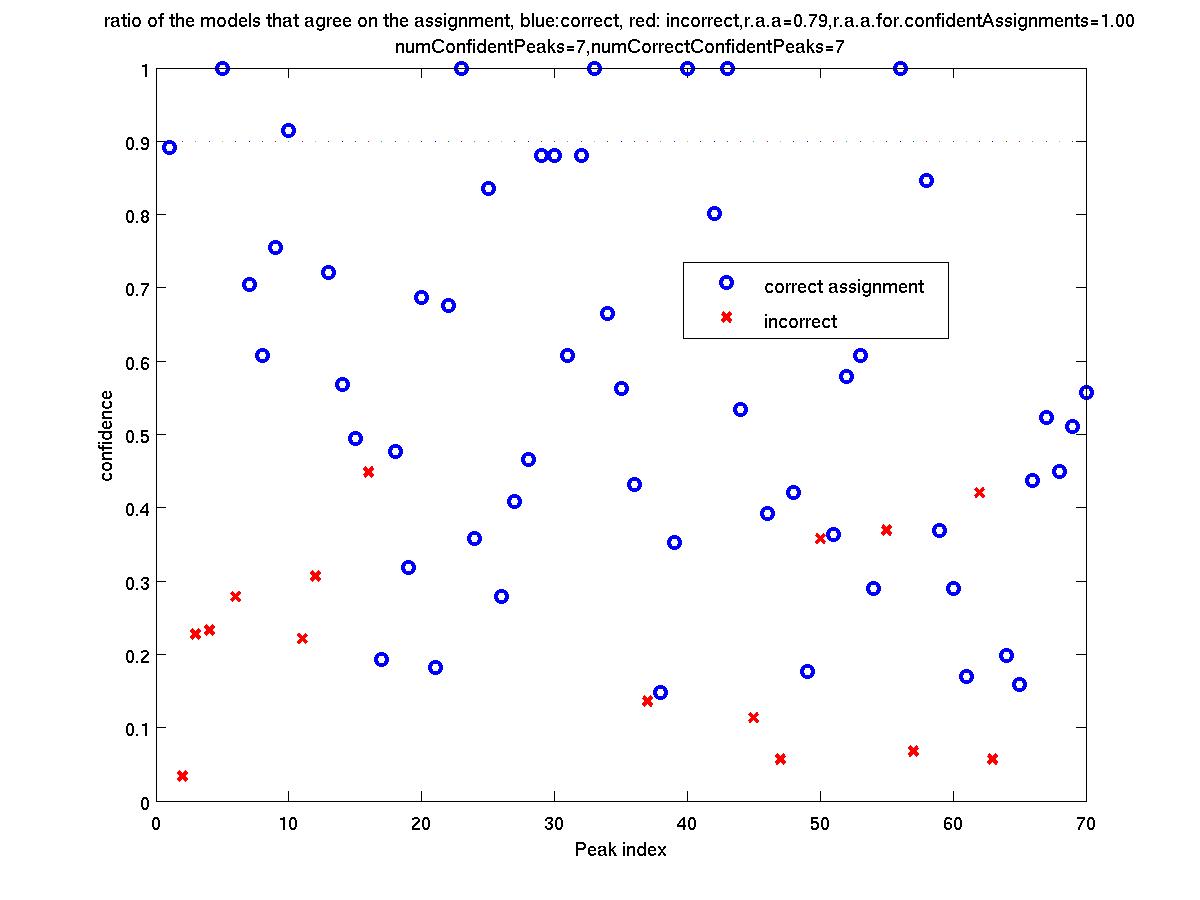 ratio of the models that agree on the assignment, blue:correct, red: incorrect,r.a.a=0.79,r.a.a.for.confidentAssignments=1.00
numConfidentPeaks=7,numCorrectConfidentPeaks=7
1
0.9
0.8
0.7
0.6
0.5
0.4
0.3
0.2
0.1
0
confidence
correct assignment
incorrect
0 10 20 30 40 50 60 70
Peak index